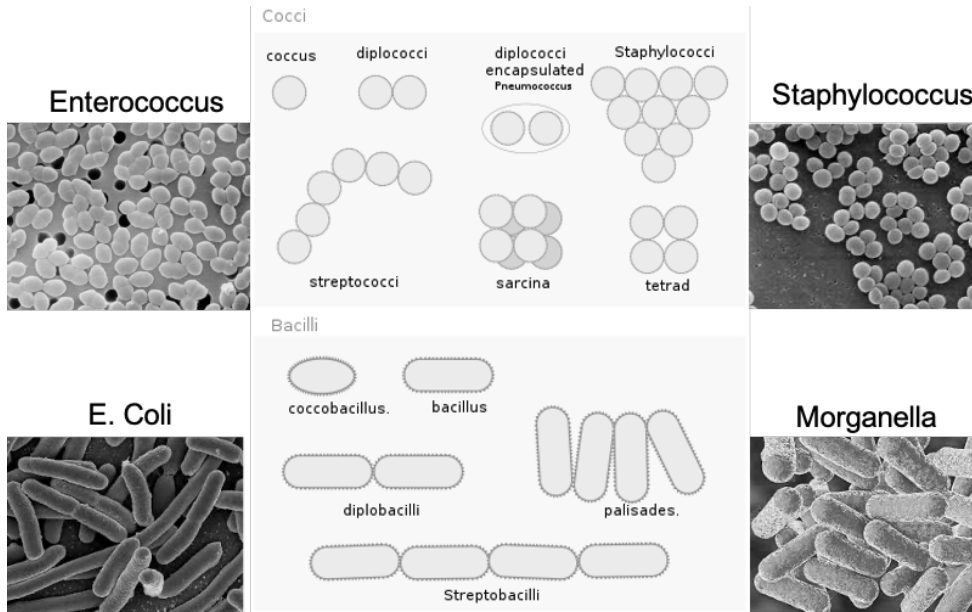 Cocci
coccus
diplococi
diplococci
encapsulated
Pneumococcus
Staphylococci
Enterococcus
Staphylococcus
streptococci
sarcina
tetrad
Bacilli
coccobacillus.
bacillus
E. Coli
Morganella
diplobacilli
palisades.
Streptobacilli